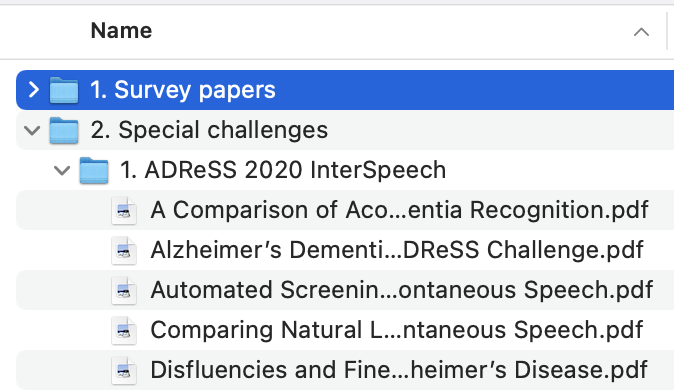 Name
1. Survey papers
2. Special challenges
1. ADReSS 2020 InterSpeech
A Comparison of Aco...entia Recognition.pdf
Alzheimer’s Dementi...DReSS Challenge.pdf
Automated Screenin...ontaneous Speech.pdf
Comparing Natural L...ntaneous Speech.pdf
Disfluencies and Fine...heimer’s Disease.pdf